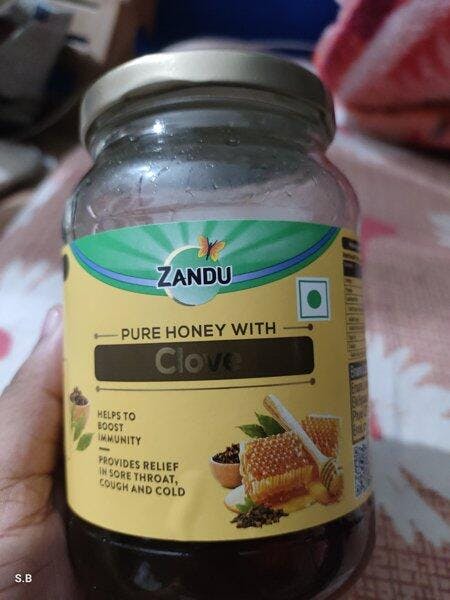 ZANDU
PURE HONEY WITH
Clove
HELPS TO
BOOST
IMMUNITY
PROVIDES RELIEF
IN SORE THROAT,
COUGH AND COLD
S.B